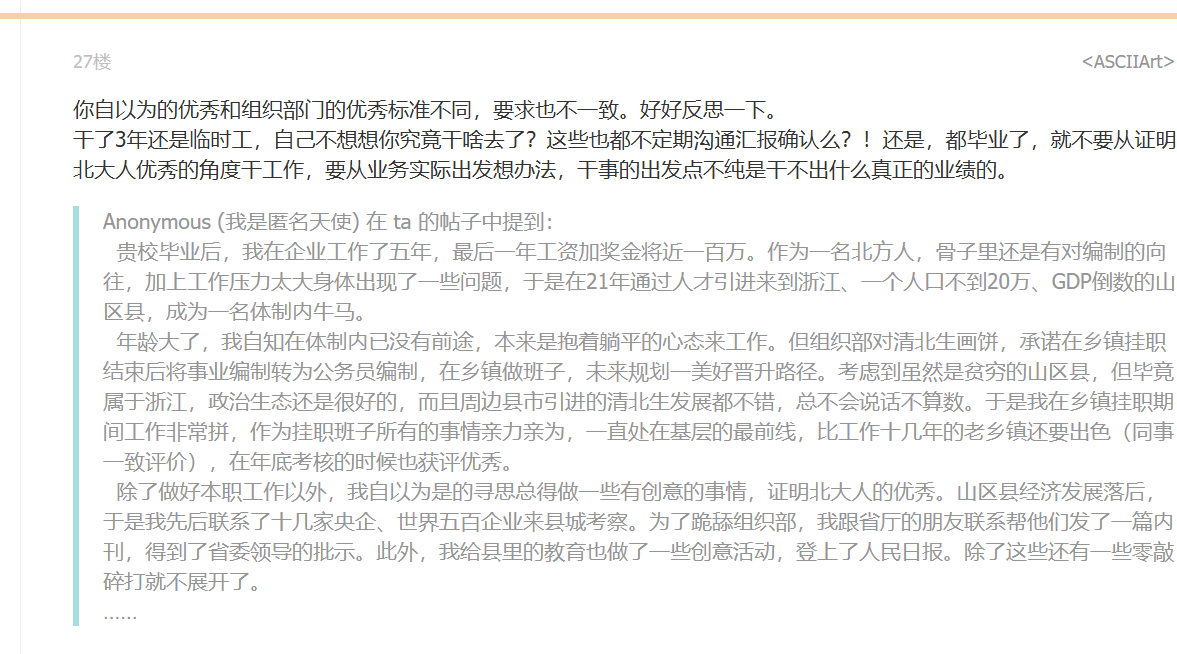 27楼
<ASCIIArt>
你自以为的优秀和组织部门的优秀标准不同，要求也不一致。好好反思一下。
干了3年还是临时工，自己不想想你究竟干啥去了？这些也都不定期沟通汇报确认么？！还是，都毕业了，就不要从证明
北大人优秀的角度干工作，要从业务实际出发想办法，干事的出发点不纯是干不出什么真正的业绩的。
Anonymous (我是匿名天使) 在 ta 的帖子中提到：
贵校毕业后，我在企业工作了五年，最后一年工资加奖金将近一百万。作为一名北方人，骨子里还是有对编制的向
往，加上工作压力太大身体出现了一些问题，于是在21年通过人才引进来到浙江、一个人口不到20万、GDP倒数的山
区县，成为一名体制内牛马。
年龄大了，我自知在体制内已没有前途，本来是抱着躺平的心态来工作。但组织部对清北生画饼，承诺在乡镇挂职
结束后将事业编制转为公务员编制，在乡镇做班子，未来规划一美好晋升路径。考虑到虽然是贫穷的山区县，但毕竟
属于浙江，政治生态还是很好的，而且周边县市引进的清北生发展都不错，总不会说话不算数。于是我在乡镇挂职期
间工作非常拼，作为挂职班子所有的事情亲力亲为，一直处在基层的最前线，比工作十几年的老乡镇还要出色（同事
一致评价），在年底考核的时候也获评优秀。
除了做好本职工作以外，我自以为是的寻思总得做一些有创意的事情，证明北大人的优秀。山区县经济发展落后，
于是我先后联系了十几家央企、世界五百企业来县城考察。为了跪舔组织部，我跟省厅的朋友联系帮他们发了一篇内
刊，得到了省委领导的批示。此外，我给县里的教育也做了一些创意活动，登上了人民日报。除了这些还有一些零敲
碎打就不展开了。
......